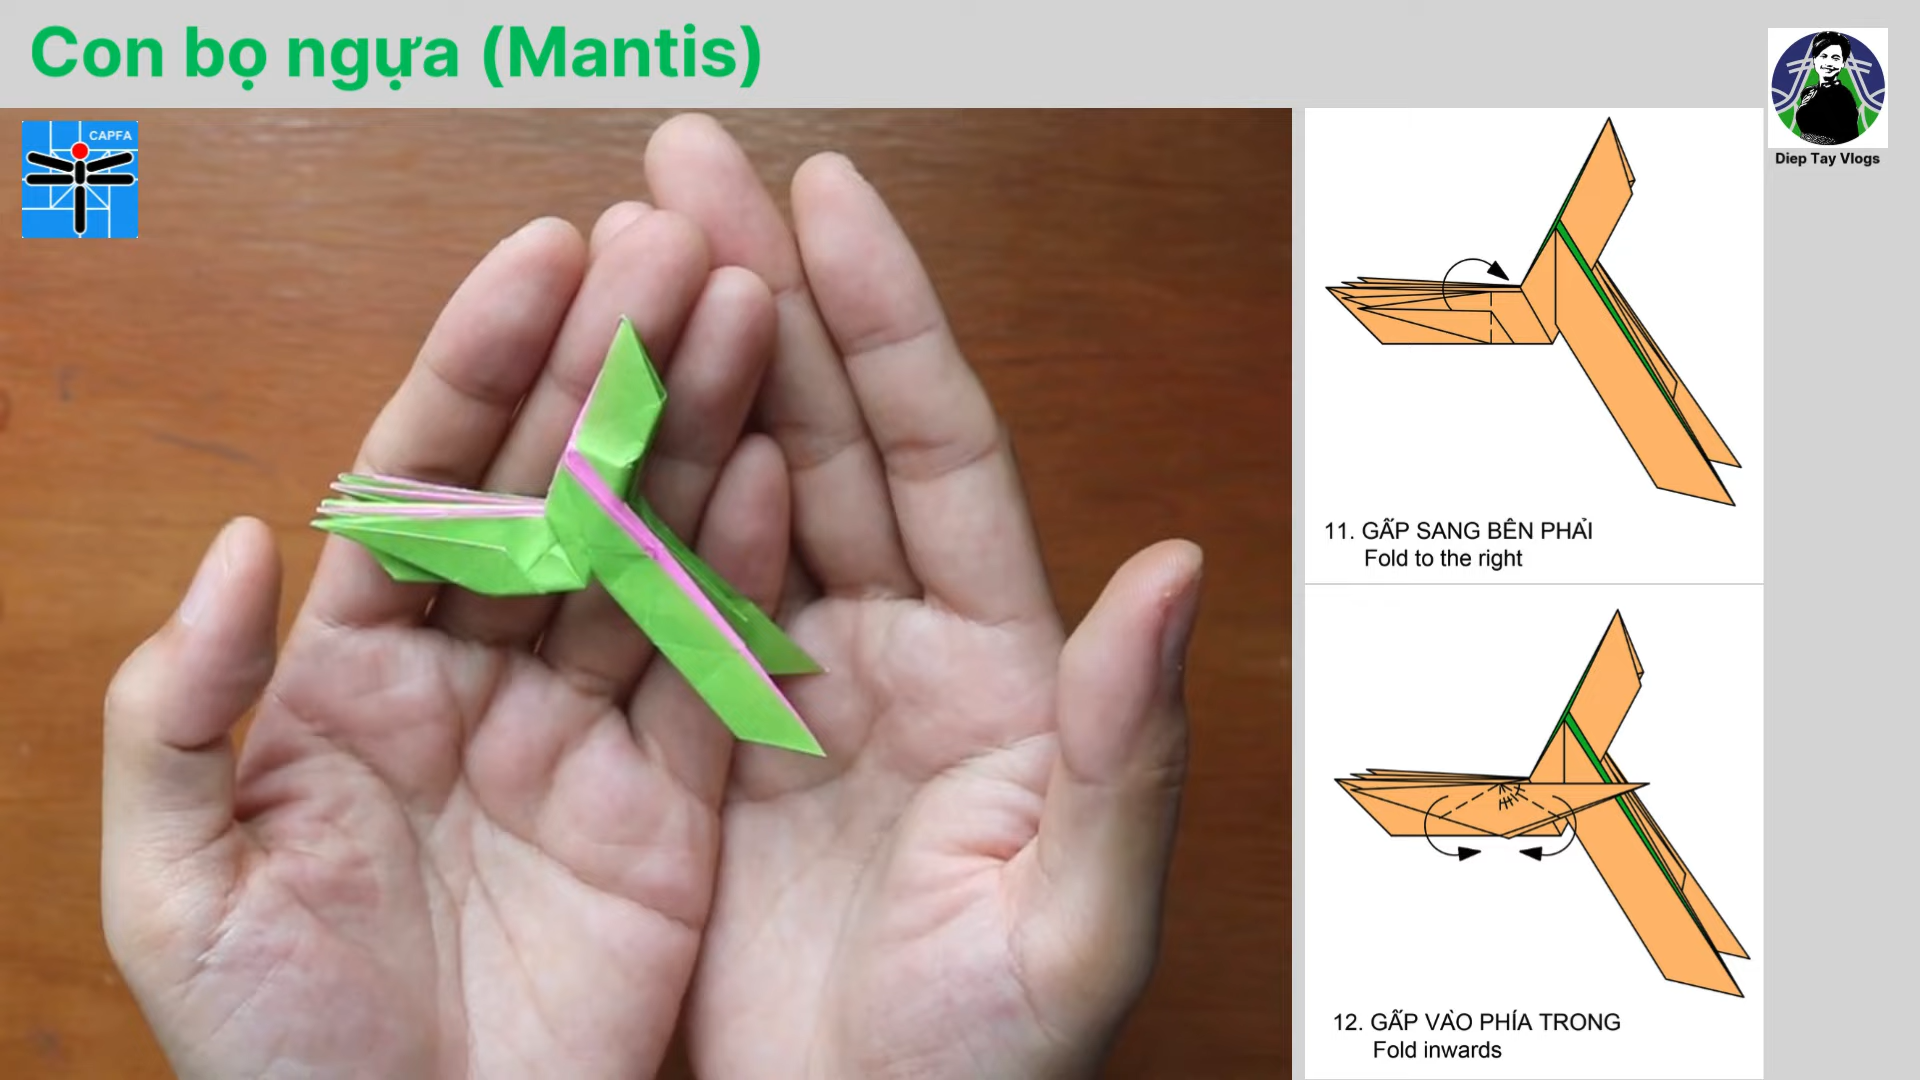 Con bọ ngựa (Mantis)
CAPFA
Diep Tay Vlogs
11. GẤP SANG BÊN PHẢI
Fold to the right
12. GẤP VÀO PHÍA TRONG
Fold inwards